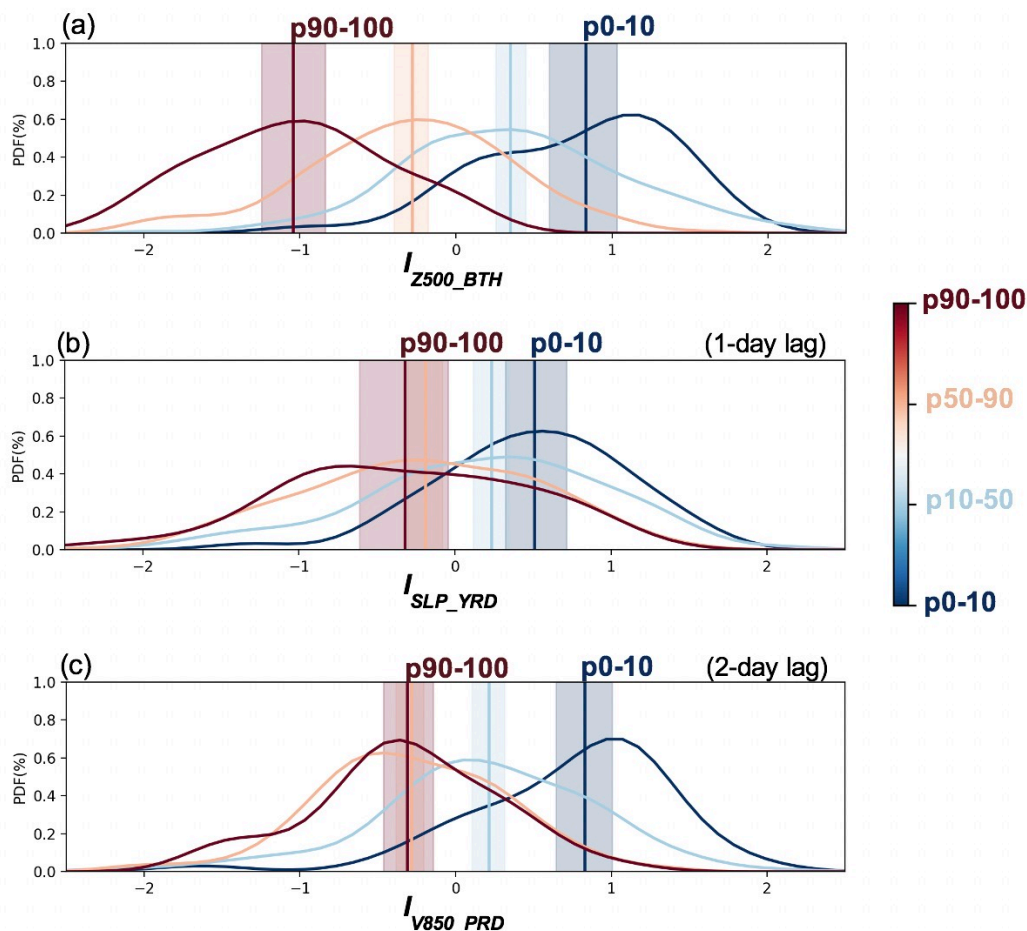 (a)
p90-100
p0-10
1.0
0.8
0.6
0.4
0.2
0.0
PDF(%)
−2
−1
0
1
2
I Z500_BTH
(b)
p90-100
p0-10
(1-day lag)
1.0
0.8
0.6
0.4
0.2
0.0
PDF(%)
−2
−1
0
1
2
I SLP_YRD
(c)
p90-100
p0-10
(2-day lag)
1.0
0.8
0.6
0.4
0.2
0.0
PDF(%)
−2
−1
0
1
2
I V850_PRD
p90-100
p50-90
p10-50
p0-10